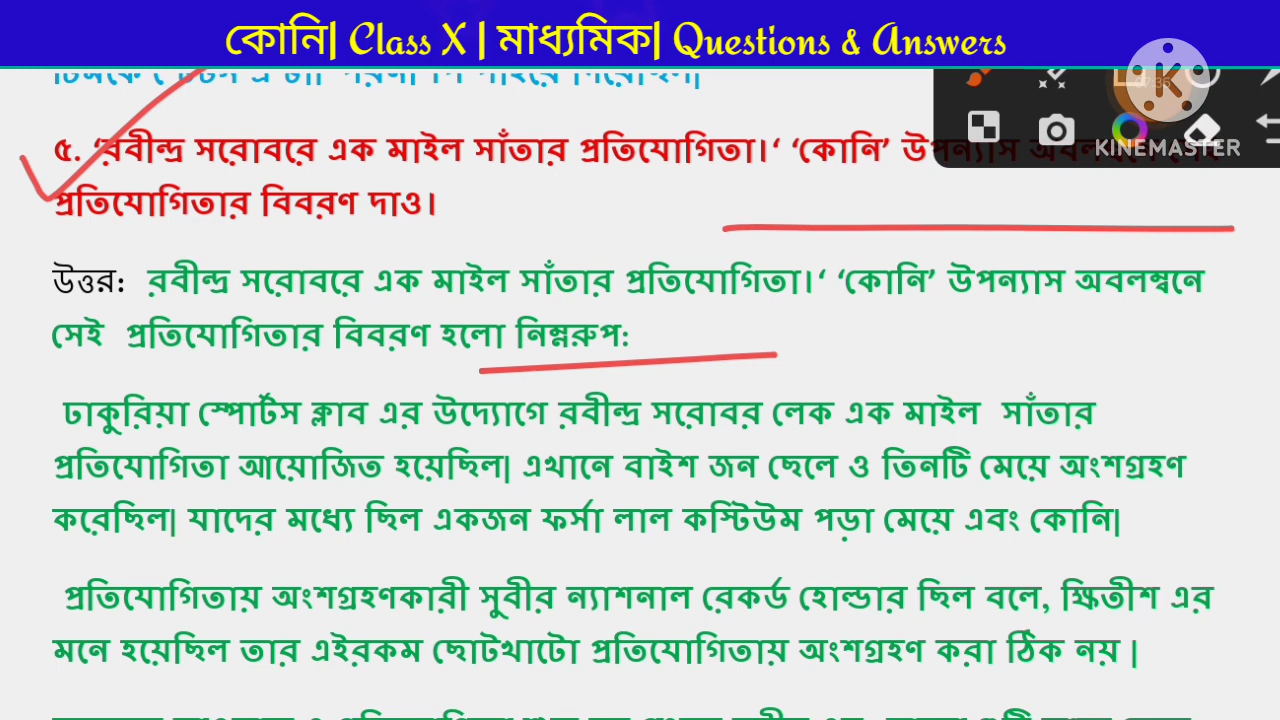 কোনি| Class X | মাধ্যমিক| Questions & Answers
KINEMASTER
৫. ‘রবীন্দ্র সরোবরে এক মাইল সাঁতার প্রতিযোগিতা।‘ ‘কোনি’ উপন্যাস অবলম্বনে সেই
প্রতিযোগিতার বিবরণ দাও।
উত্তর: রবীন্দ্র সরোবরে এক মাইল সাঁতার প্রতিযোগিতা।‘ ‘কোনি’ উপন্যাস অবলম্বনে
সেই প্রতিযোগিতার বিবরণ হলো নিম্নরুপ:
ঢাকুরিয়া স্পোর্টস ক্লাব এর উদ্যোগে রবীন্দ্র সরোবর লেক এক মাইল সাঁতার
প্রতিযোগিতা আয়োজিত হয়েছিল| এখানে বাইশ জন ছেলে ও তিনটি মেয়ে অংশগ্রহণ
করেছিল| যাদের মধ্যে ছিল একজন ফর্সা লাল কস্টিউম পড়া মেয়ে এবং কোনি|
প্রতিযোগিতায় অংশগ্রহণকারী সুবীর ন্যাশনাল রেকর্ড হোল্ডার ছিল বলে, ক্ষিতীশ এর
মনে হয়েছিল তার এইরকম ছোটখাটো প্রতিযোগিতায় অংশগ্রহণ করা ঠিক নয় |